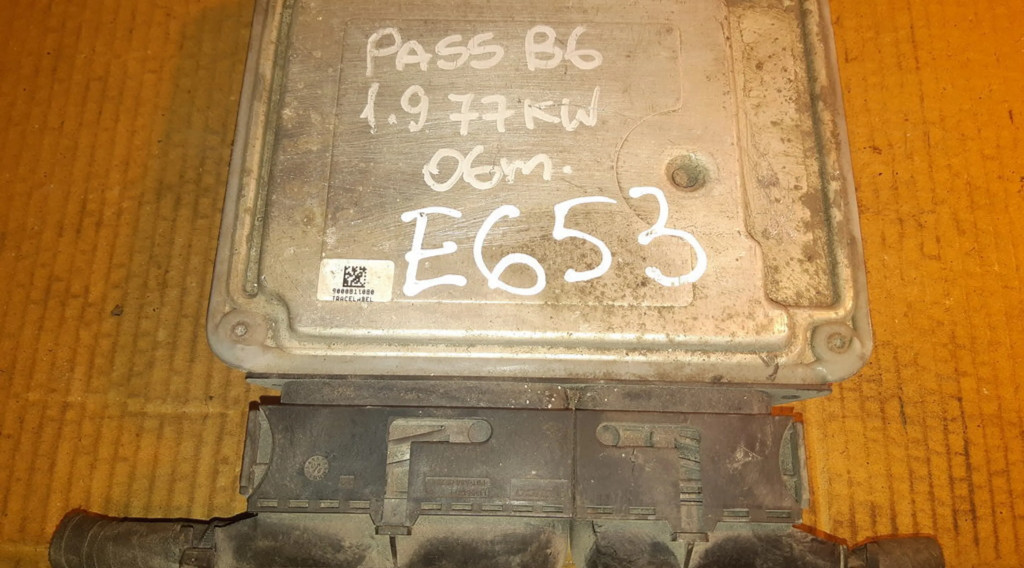 PASS B6
1.9 77KW
06m.
E653
TRACELABEL